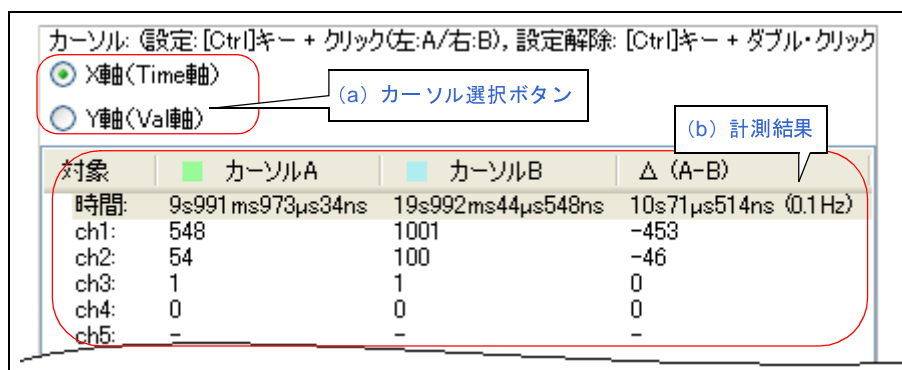 カーソル: (設定: [Ctrl]キー + クリック(左:A/右:B), 設定解除: [Ctrl]キー + ダブル・クリック
X軸(Time軸)
(a) カーソル選択ボタン
Y軸(Val軸)
(b) 計測結果
対象 カーソルA カーソルB Δ (A-B)
時間: 9s991ms973μs34ns 19s992ms44μs548ns 10s71μs514ns (0.1Hz)
ch1: 548 1001 -453
ch2: 54 100 -46
ch3: 1 1 0
ch4: 0 0 0
ch5: - - -